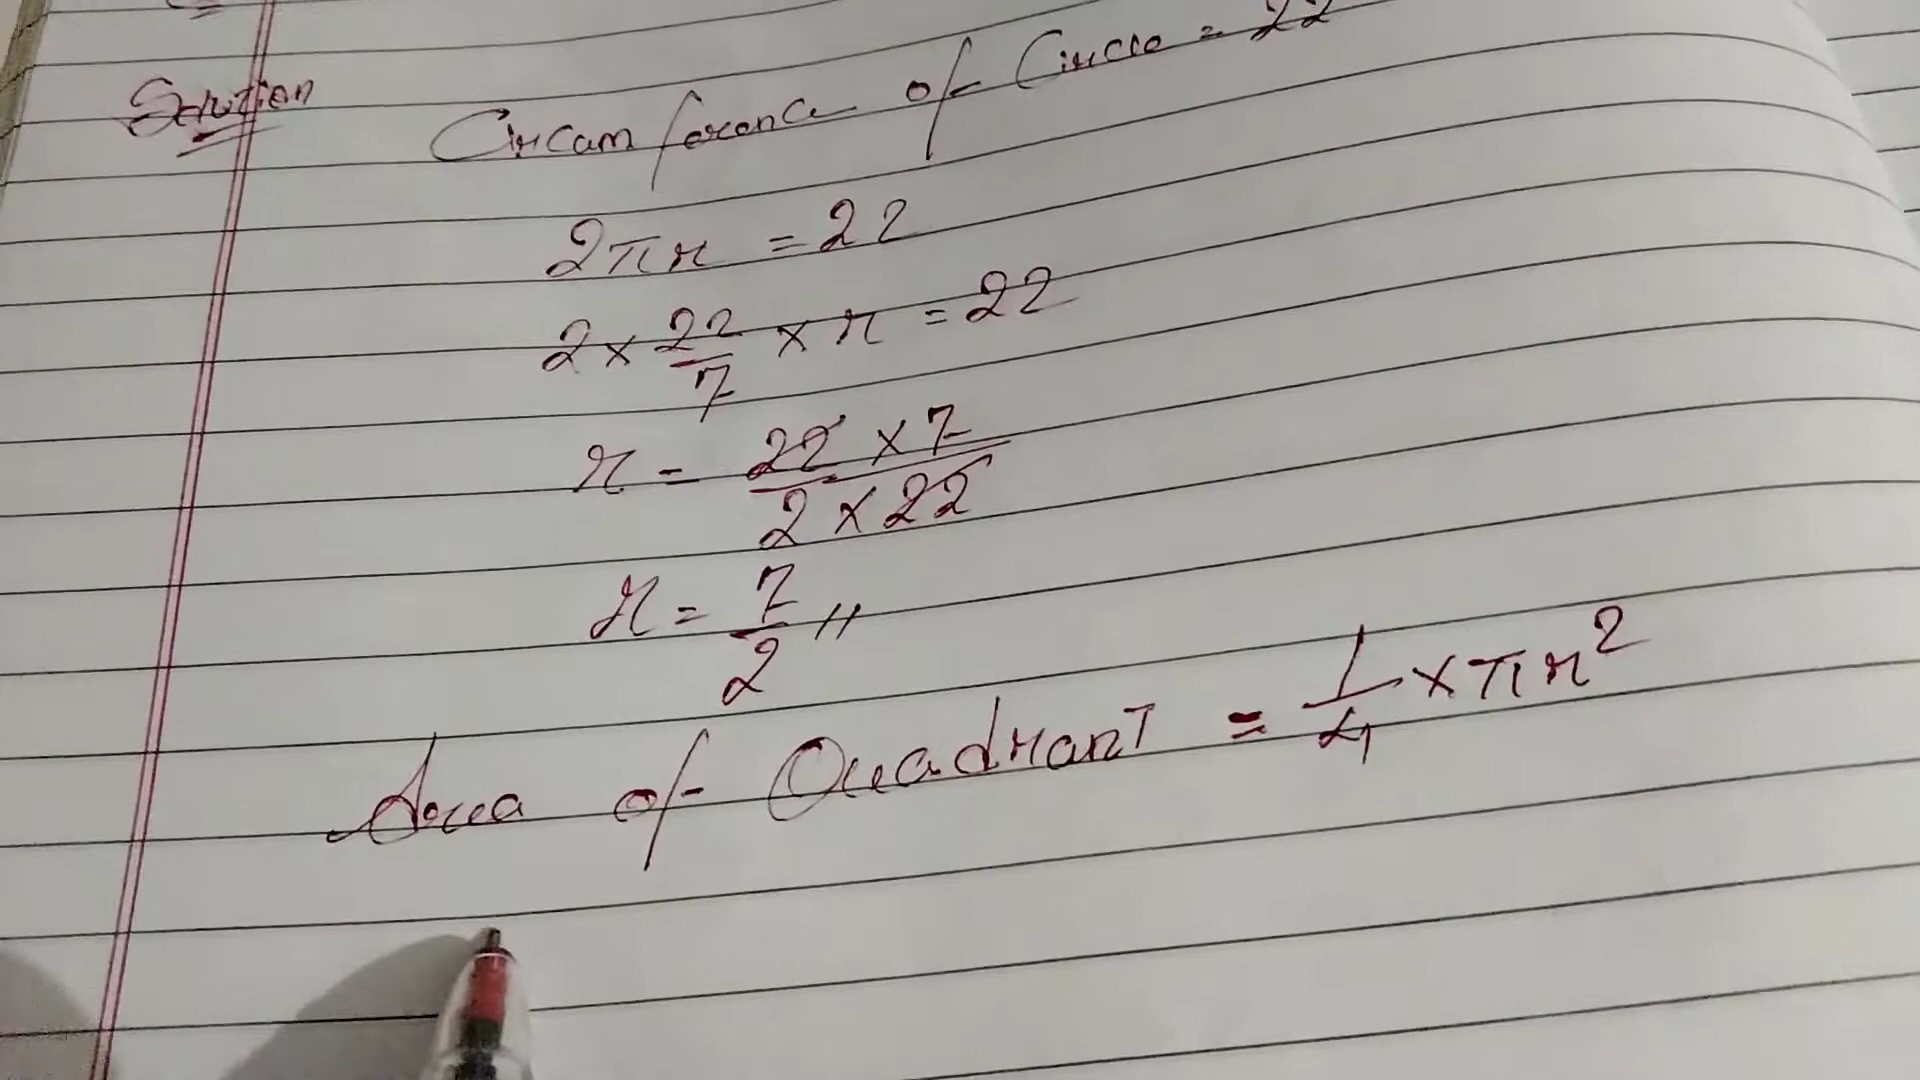 Solution
Circumference of Circle = 22
2πr = 22
2 × 22/7 × r = 22
r = 22 × 7 / 2 × 22
r = 7/2 //
Area of Quadrant = 1/4 × πr²